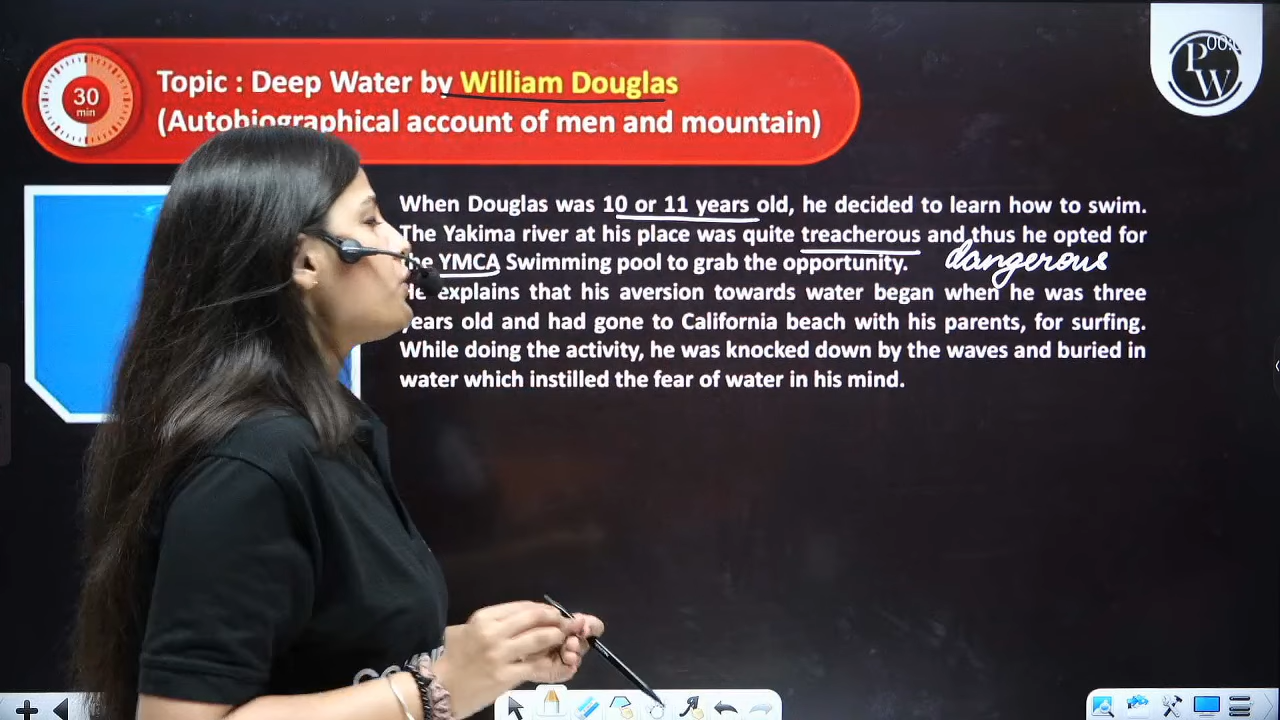 30
min
Topic : Deep Water by William Douglas
(Autobiographical account of men and mountain)
P
W
When Douglas was 10 or 11 years old, he decided to learn how to swim.
The Yakima river at his place was quite treacherous and thus he opted for
the YMCA Swimming pool to grab the opportunity.
dangerous
He explains that his aversion towards water began when he was three
years old and had gone to California beach with his parents, for surfing.
While doing the activity, he was knocked down by the waves and buried in
water which instilled the fear of water in his mind.